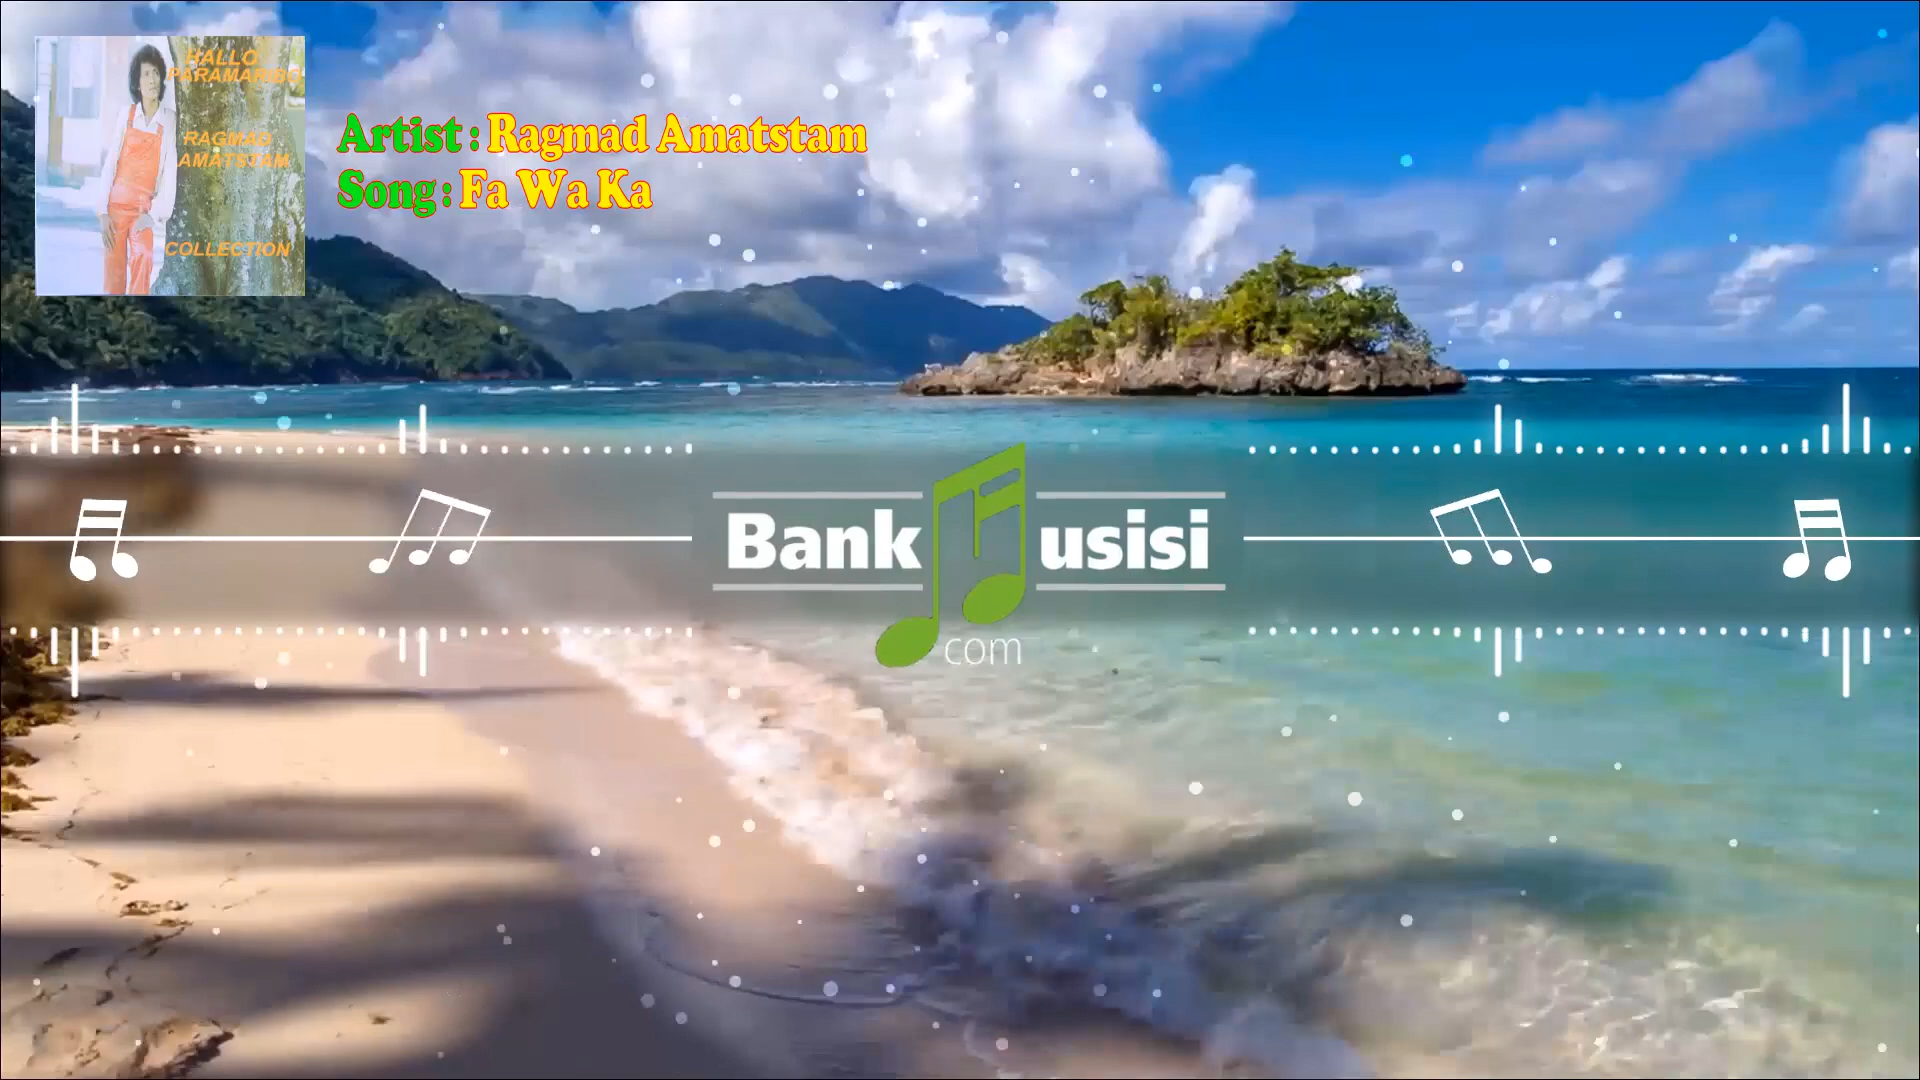 HALLO
PARAMARIBO
RAGMAD
AMATSTAM
COLLECTION
Artist : Ragmad Amatstam
Song : Fa Wa Ka
Bank usisi
com